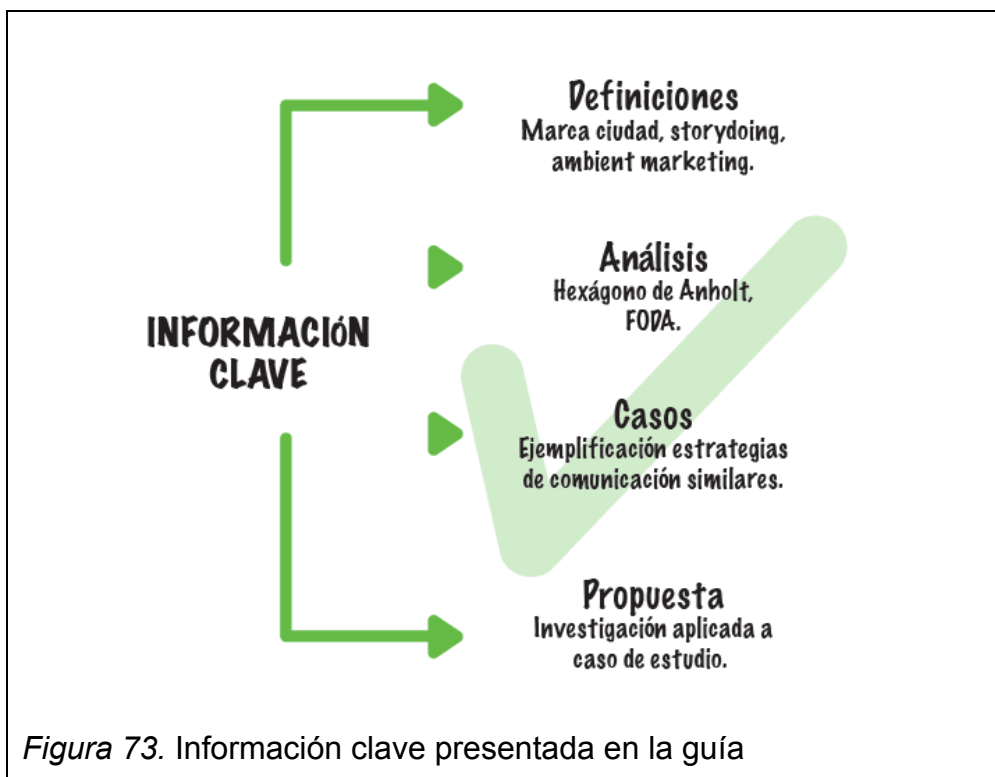 Definiciones
Marca ciudad, storydoing,
ambient marketing.
Análisis
Hexágono de Anholt,
FODA.
INFORMACIÓN
CLAVE
Casos
Ejemplificación estrategias
de comunicación similares.
Propuesta
Investigación aplicada a
caso de estudio.
Figura 73. Información clave presentada en la guía